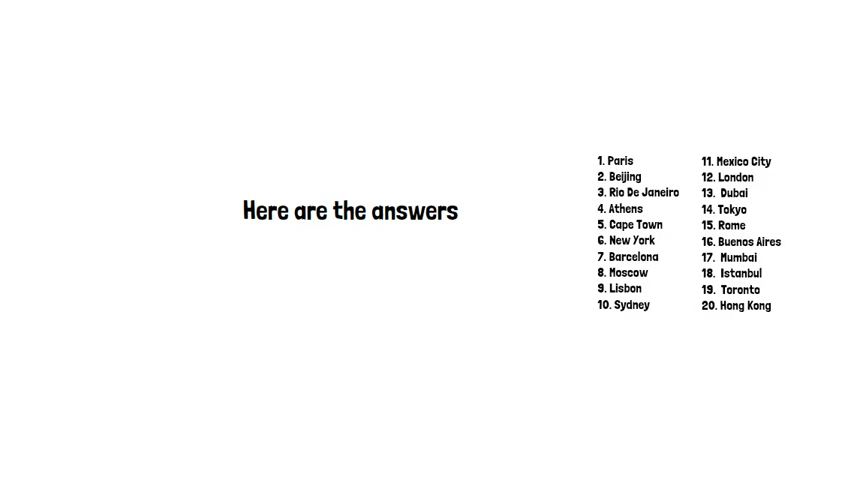 Here are the answers
1. Paris
2. Beijing
3. Rio De Janeiro
4. Athens
5. Cape Town
6. New York
7. Barcelona
8. Moscow
9. Lisbon
10. Sydney
11. Mexico City
12. London
13. Dubai
14. Tokyo
15. Rome
16. Buenos Aires
17. Mumbai
18. Istanbul
19. Toronto
20. Hong Kong